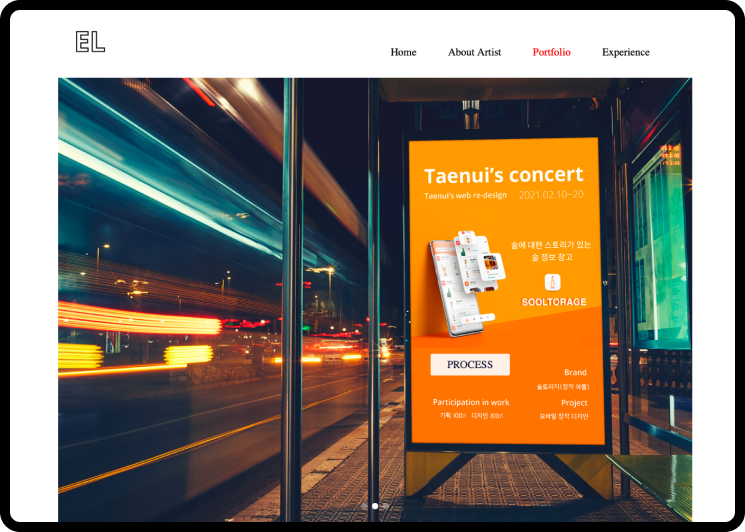 EL
Home About Artist Portfolio Experience
Taenui's concert
Taenui's web re-design 2021.02.10~20
술에 대한 스토리가 있는
술 정보 창고
SOOLTORAGE
PROCESS
Brand
술토리지(창작 어플)
Participation in work
Project
기획 100% 디자인 100%
모바일 창작 디자인